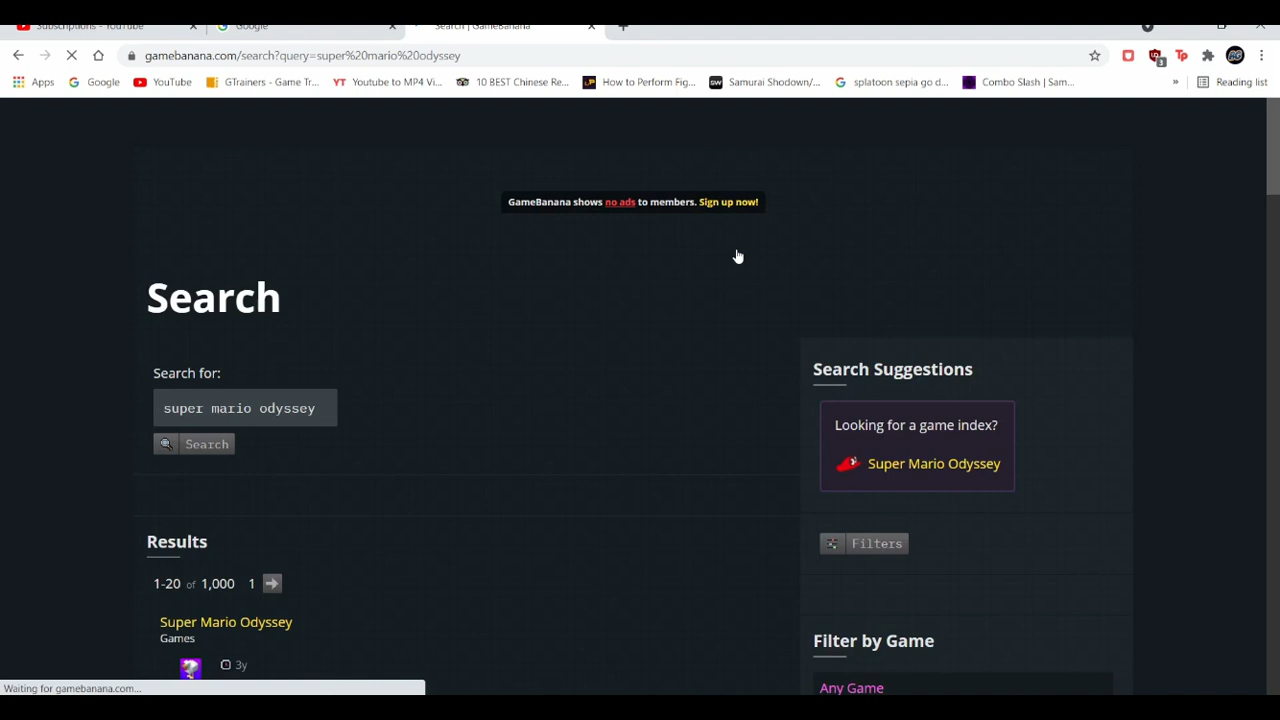 Subscriptions - YouTube
Google
Search | GameBanana
gamebanana.com/search?query=super%20mario%20odyssey
Apps
Google
YouTube
GTrainers - Game Tr...
YT Youtube to MP4 Vi...
10 BEST Chinese Re...
How to Perform Fig...
SW Samurai Shodown/...
splatoon sepia go d...
Combo Slash | Sam...
»
Reading list
3
Tp
GameBanana shows no ads to members. Sign up now!
Search
Search for:
super mario odyssey
Search
Search Suggestions
Looking for a game index?
Super Mario Odyssey
Filters
Results
1-20 of 1,000 1
Super Mario Odyssey
Games
3y
Filter by Game
Any Game
Waiting for gamebanana.com...